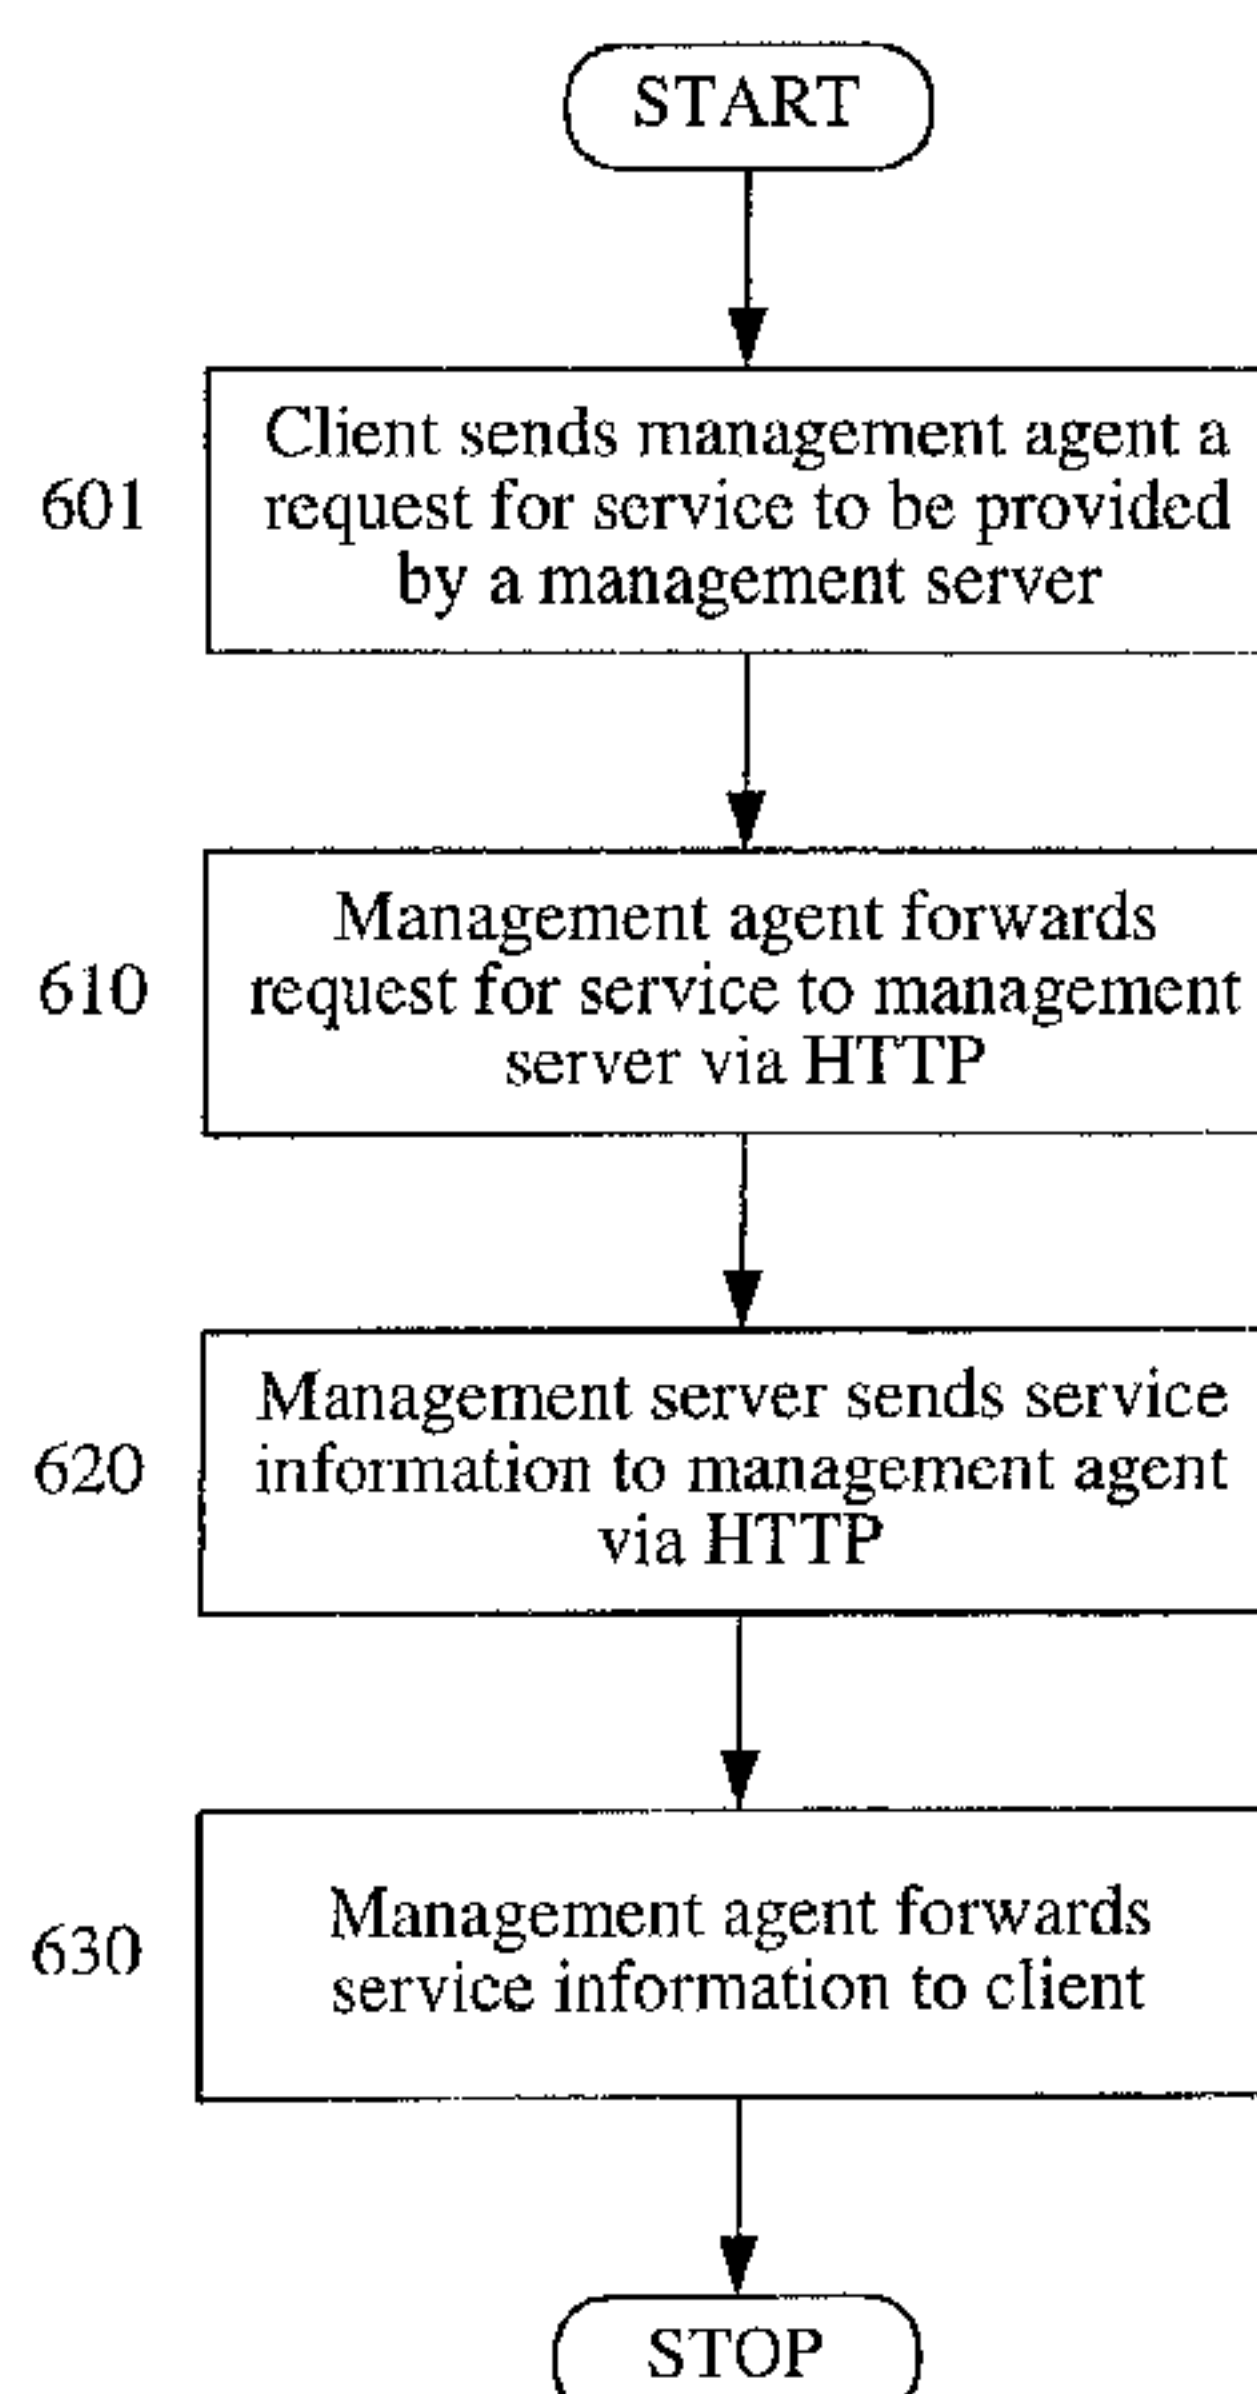 START
601
Client sends management agent a
request for service to be provided
by a management server
610
Management agent forwards
request for service to management
server via HTTP
620
Management server sends service
information to management agent
via HTTP
630
Management agent forwards
service information to client
STOP